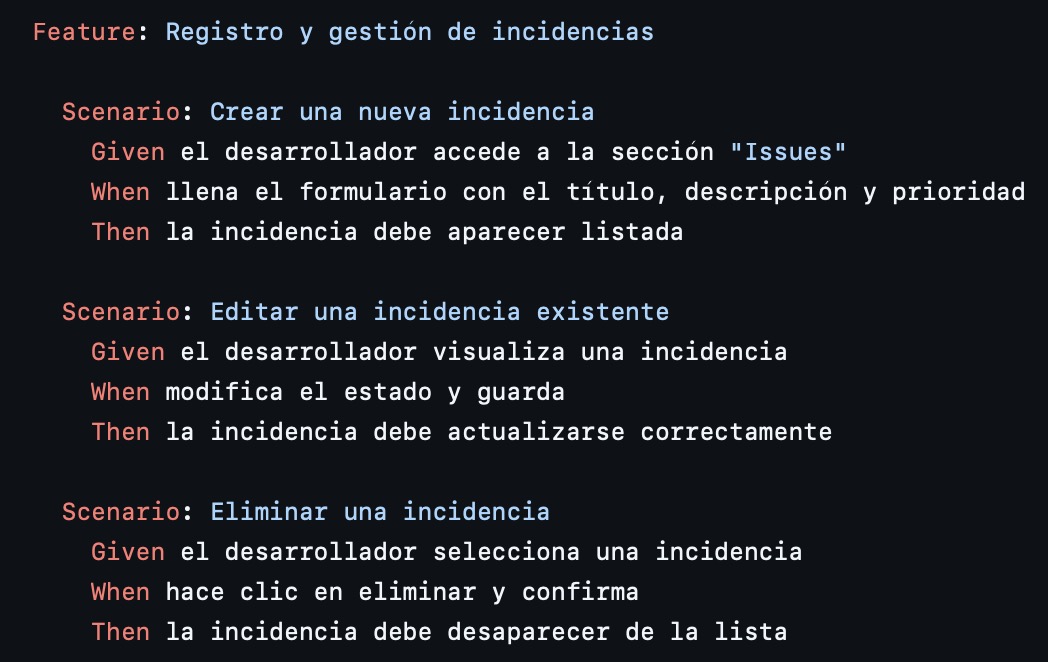 Feature: Registro y gestión de incidencias
Scenario: Crear una nueva incidencia
Given el desarrollador accede a la sección "Issues"
When llena el formulario con el título, descripción y prioridad
Then la incidencia debe aparecer listada
Scenario: Editar una incidencia existente
Given el desarrollador visualiza una incidencia
When modifica el estado y guarda
Then la incidencia debe actualizarse correctamente
Scenario: Eliminar una incidencia
Given el desarrollador selecciona una incidencia
When hace clic en eliminar y confirma
Then la incidencia debe desaparecer de la lista